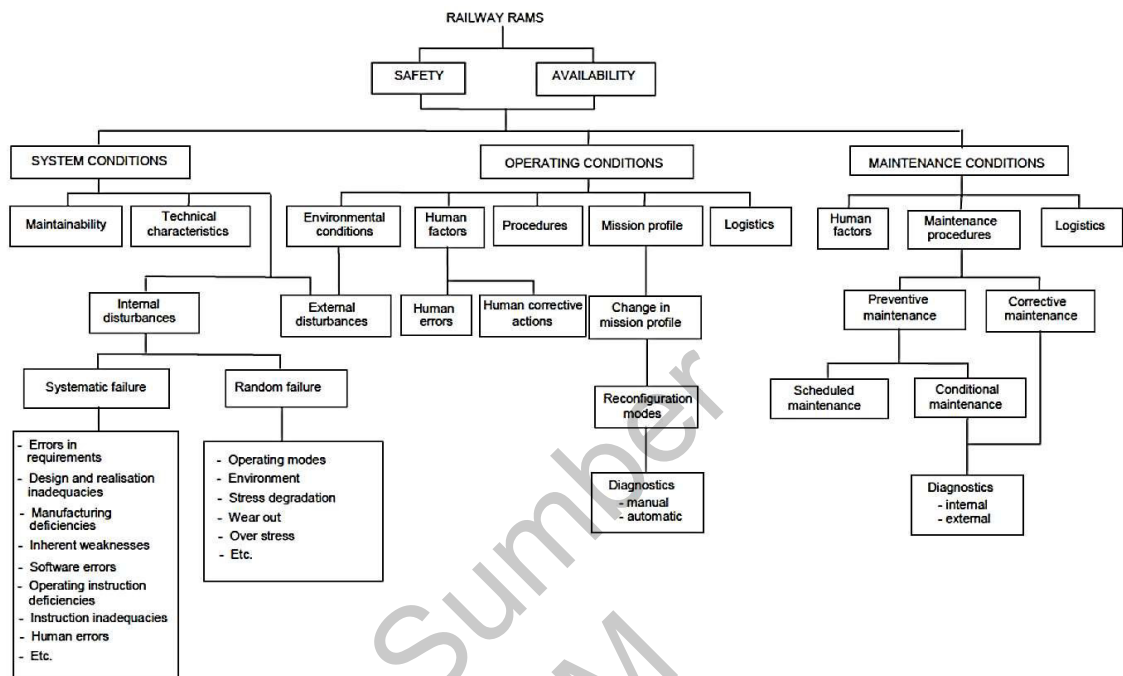 RAILWAY RAMS
SAFETY
AVAILABILITY
SYSTEM CONDITIONS
OPERATING CONDITIONS
MAINTENANCE CONDITIONS
Maintainability
Technical
characteristics
Environmental
conditions
Human
factors
Procedures
Mission profile
Logistics
Human
factors
Maintenance
procedures
Logistics
Internal
disturbances
External
disturbances
Human
errors
Human corrective
actions
Change in
mission profile
Preventive
maintenance
Corrective
maintenance
Systematic failure
Random failure
Reconfiguration
modes
Scheduled
maintenance
Conditional
maintenance
- Errors in
requirements
- Design and realisation
inadequacies
- Manufacturing
deficiencies
- Inherent weaknesses
- Software errors
- Operating instruction
deficiencies
- Instruction inadequacies
- Human errors
- Etc.
- Operating modes
- Environment
- Stress degradation
- Wear out
- Over stress
- Etc.
Diagnostics
- manual
- automatic
Diagnostics
- internal
- external
Sumber
M